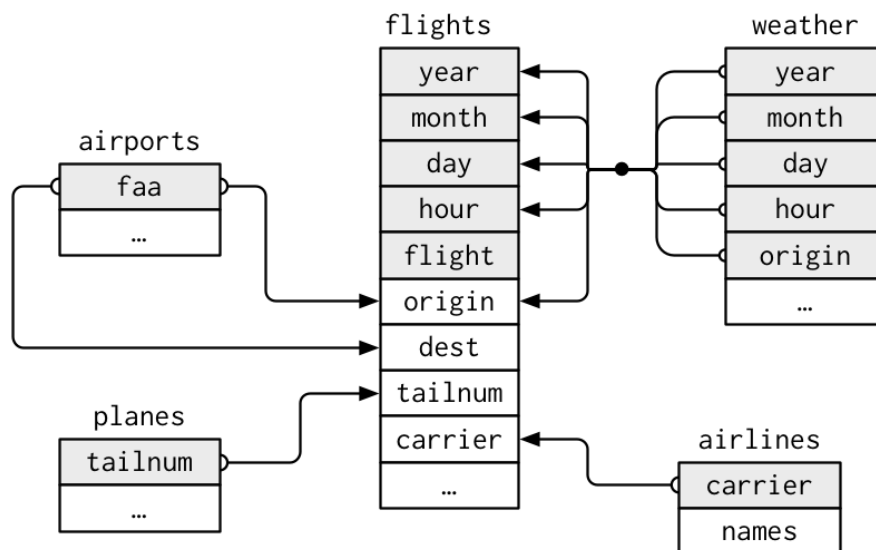 flights
year
month
day
hour
flight
origin
dest
tailnum
carrier
…
weather
year
month
day
hour
origin
…
airports
faa
…
planes
tailnum
…
airlines
carrier
names